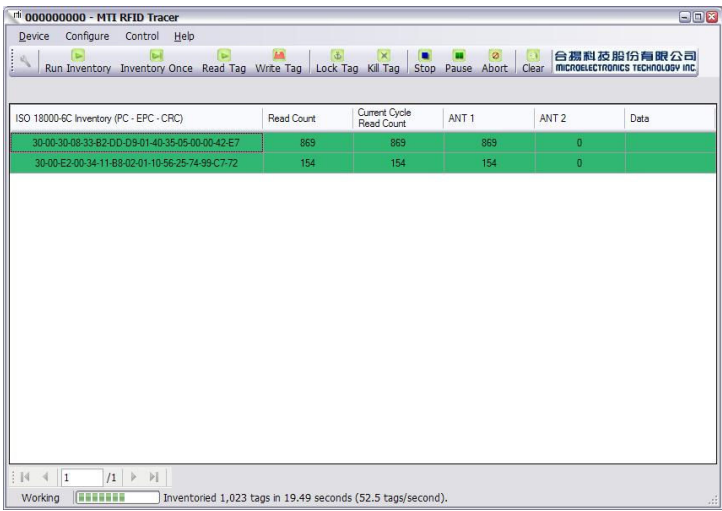 000000000 - MTI RFID Tracer
Device Configure Control Help
Run Inventory Inventory Once Read Tag Write Tag Lock Tag Kill Tag Stop Pause Abort Clear 台揚科技股份有限公司
MICROELECTRONICS TECHNOLOGY INC.
ISO 18000-6C Inventory (PC - EPC - CRC) Read Count Current Cycle Read Count ANT 1 ANT 2 Data
30-00-30-08-33-B2-DD-D9-01-40-35-05-00-00-42-E7 869 869 869 0
30-00-E2-00-34-11-B8-02-01-10-56-25-74-99-C7-72 154 154 154 0
1 /1
Working Inventoried 1,023 tags in 19.49 seconds (52.5 tags/second).